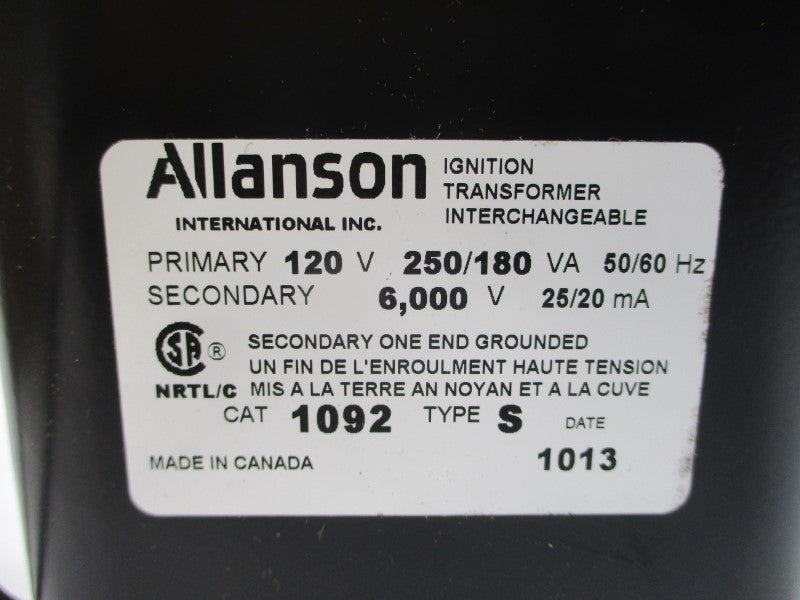 Allanson
INTERNATIONAL INC.
IGNITION
TRANSFORMER
INTERCHANGEABLE
PRIMARY 120 V 250/180 VA 50/60 Hz
SECONDARY 6,000 V 25/20 mA
SA ®
NRTL/C
SECONDARY ONE END GROUNDED
UN FIN DE L'ENROULMENT HAUTE TENSION
MIS A LA TERRE AN NOYAN ET A LA CUVE
CAT 1092 TYPE S DATE
MADE IN CANADA 1013